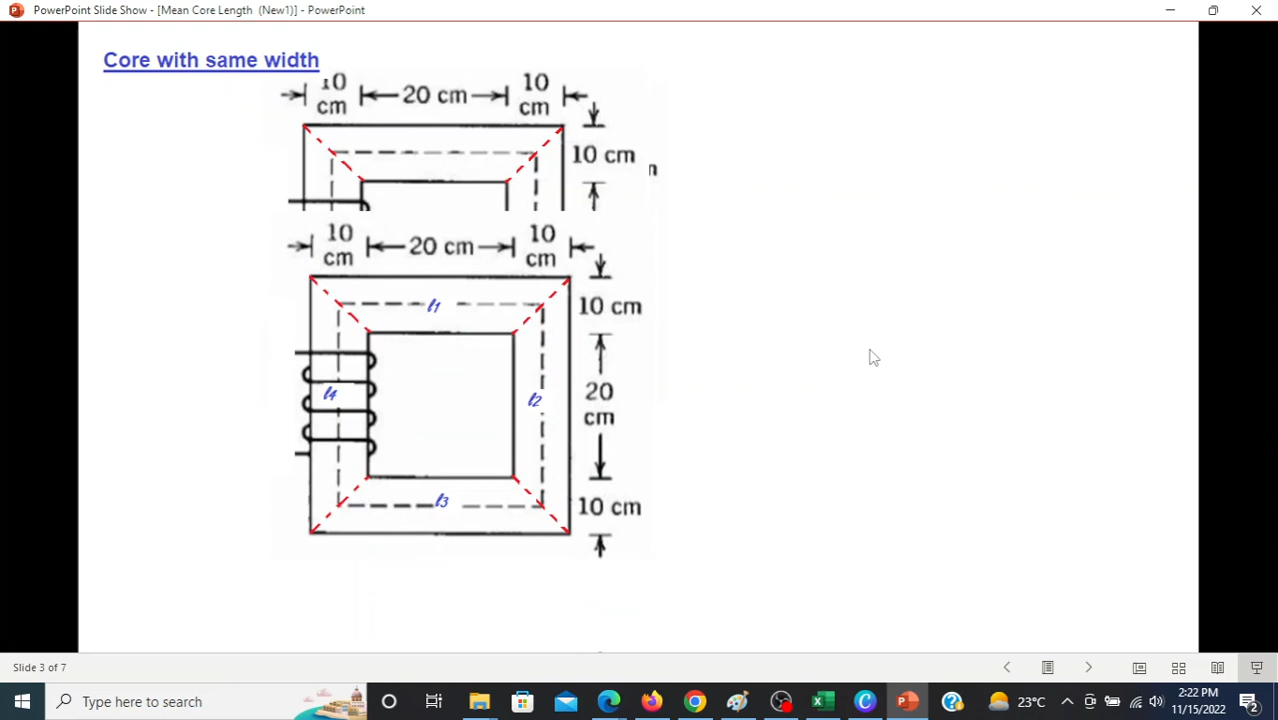 PowerPoint Slide Show - [Mean Core Length (New1)] - PowerPoint
Core with same width
10 cm
20 cm
10 cm
10 cm
10 cm
20 cm
10 cm
10 cm
l1
l4
l2
20 cm
l3
10 cm
Slide 3 of 7
Type here to search
23°C
2:22 PM
11/15/2022
2